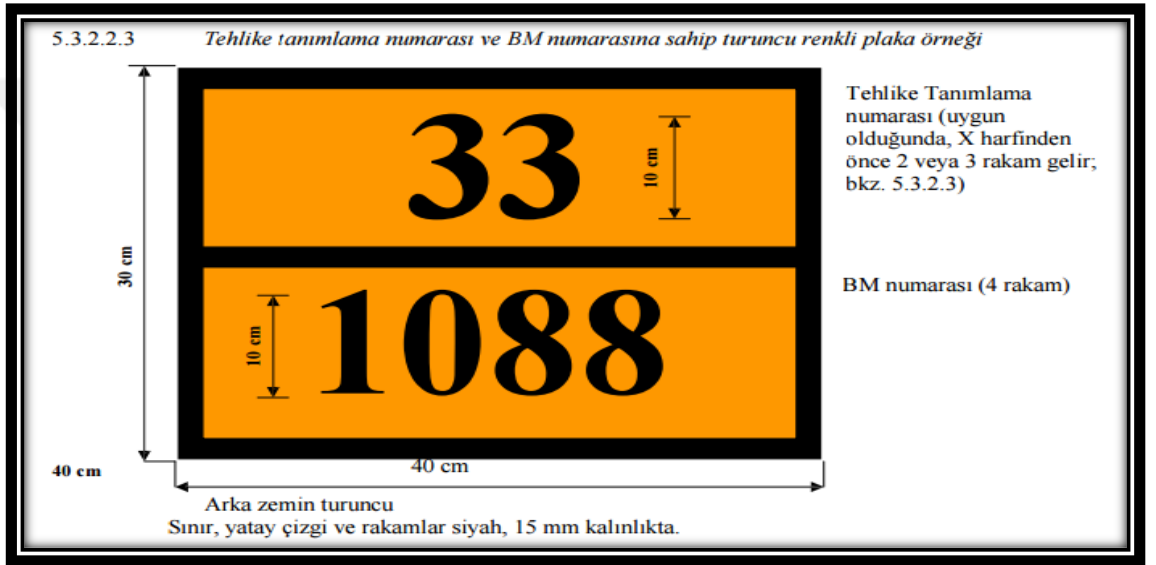 5.3.2.2.3 Tehlike tanımlama numarası ve BM numarasına sahip turuncu renkli plaka örneği
33
10 cm
Tehlike Tanımlama
numarası (uygun
olduğunda, X harfinden
önce 2 veya 3 rakam gelir;
bkz. 5.3.2.3)
30 cm
1088
10 cm
BM numarası (4 rakam)
40 cm
40 cm
Arka zemin turuncu
Sınır, yatay çizgi ve rakamlar siyah, 15 mm kalınlıkta.